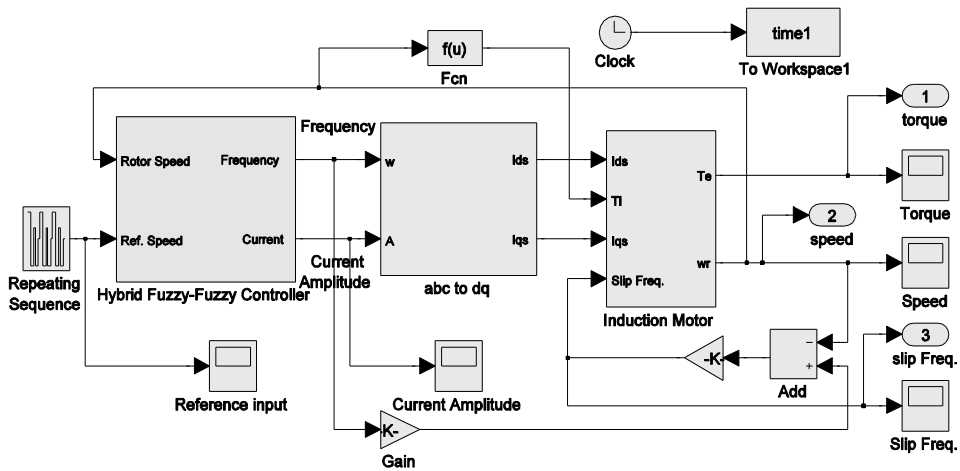 f(u)
Fcn
Clock
time1
To Workspace1
1
torque
Frequency
Rotor Speed
Frequency
Ref. Speed
Current
Hybrid Fuzzy-Fuzzy Controller
Current
Amplitude
w
A
Ids
Iqs
abc to dq
Ids
Tl
Iqs
Slip Freq.
Te
wr
Induction Motor
Torque
2
speed
Speed
Repeating
Sequence
3
slip Freq.
-K-
−
+
Add
Reference input
Current Amplitude
K-
Gain
Slip Freq.